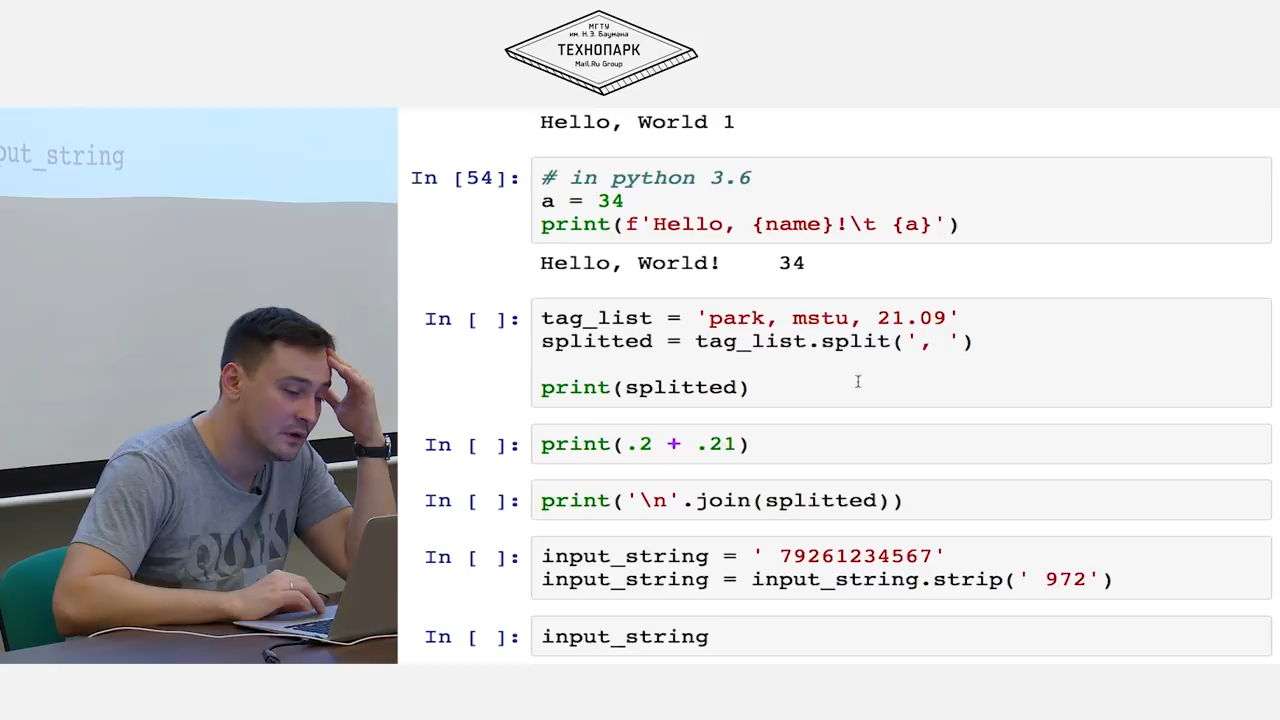 МГТУ
им. Н.Э. Баумана
ТЕХНОПАРК
Mail.Ru Group
put_string
Hello, World 1
In [54]:
# in python 3.6
a = 34
print(f'Hello, {name}!\t {a}')
Hello, World!    34
In [ ]:
tag_list = 'park, mstu, 21.09'
splitted = tag_list.split(', ')
print(splitted)
In [ ]:
print(.2 + .21)
In [ ]:
print('\n'.join(splitted))
In [ ]:
input_string = ' 79261234567'
input_string = input_string.strip(' 972')
In [ ]:
input_string